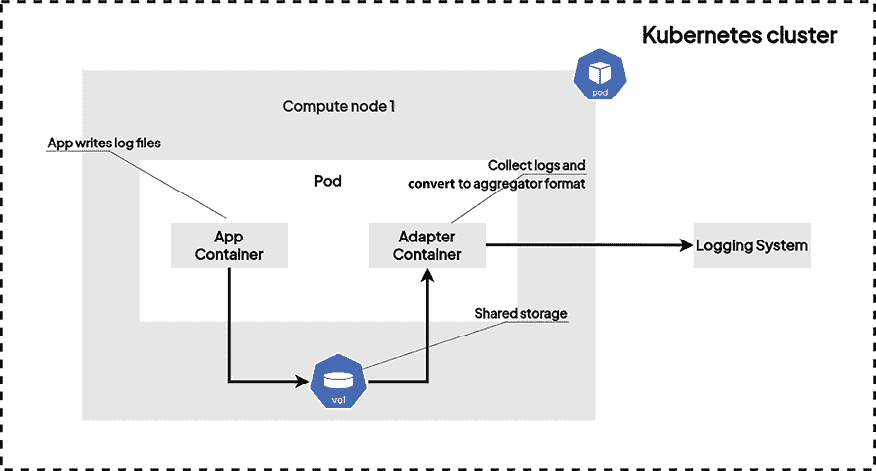 Kubernetes cluster
pod
Compute node 1
App writes log files
Collect logs and
convert to aggregator format
Pod
App
Container
Adapter
Container
Logging System
Shared storage
vol